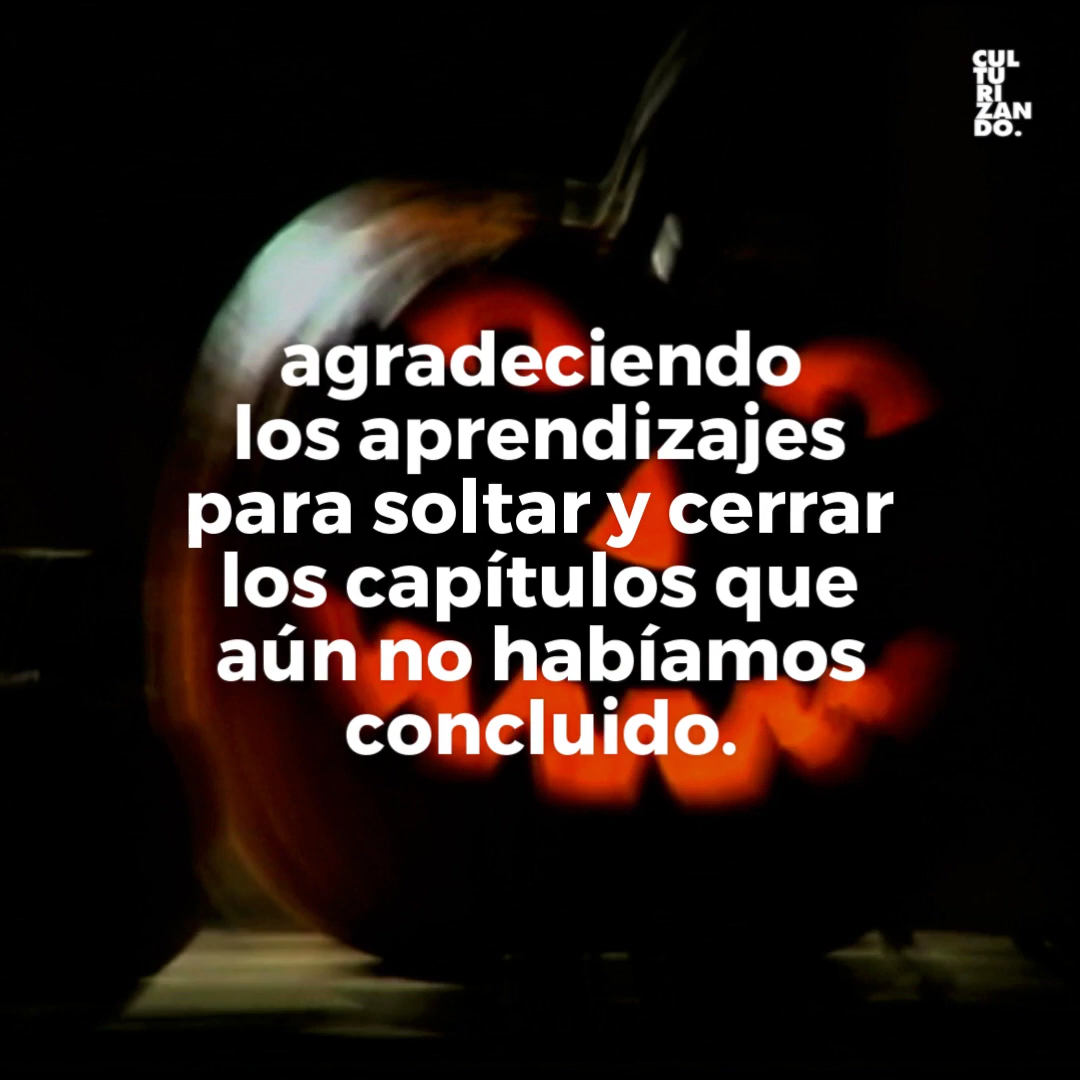 CUL
TU
RI
ZAN
DO.
agradeciendo
los aprendizajes
para soltar y cerrar
los capítulos que
aún no habíamos
concluido.